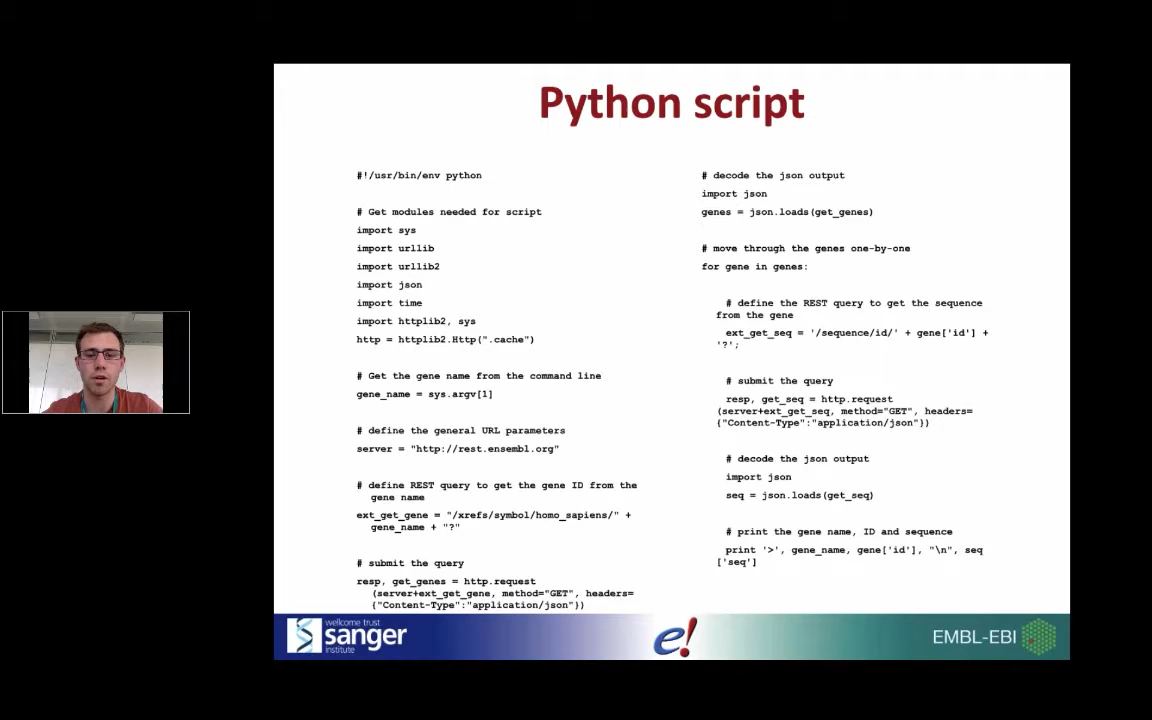 Python script
#!/usr/bin/env python
# Get modules needed for script
import sys
import urllib
import urllib2
import json
import time
import httplib2, sys
http = httplib2.Http(".cache")
# Get the gene name from the command line
gene_name = sys.argv[1]
# define the general URL parameters
server = "http://rest.ensembl.org"
# define REST query to get the gene ID from the
gene name
ext_get_gene = "/xrefs/symbol/homo_sapiens/" +
gene_name + "?"
# submit the query
resp, get_genes = http.request
(server+ext_get_gene, method="GET", headers=
{"Content-Type":"application/json"})
# decode the json output
import json
genes = json.loads(get_genes)
# move through the genes one-by-one
for gene in genes:
# define the REST query to get the sequence
from the gene
ext_get_seq = '/sequence/id/' + gene['id'] +
'?';
# submit the query
resp, get_seq = http.request
(server+ext_get_seq, method="GET", headers=
{"Content-Type":"application/json"})
# decode the json output
import json
seq = json.loads(get_seq)
# print the gene name, ID and sequence
print '>', gene_name, gene['id'], "\n", seq
['seq']
wellcome trust
sanger
institute
e!
EMBL-EBI